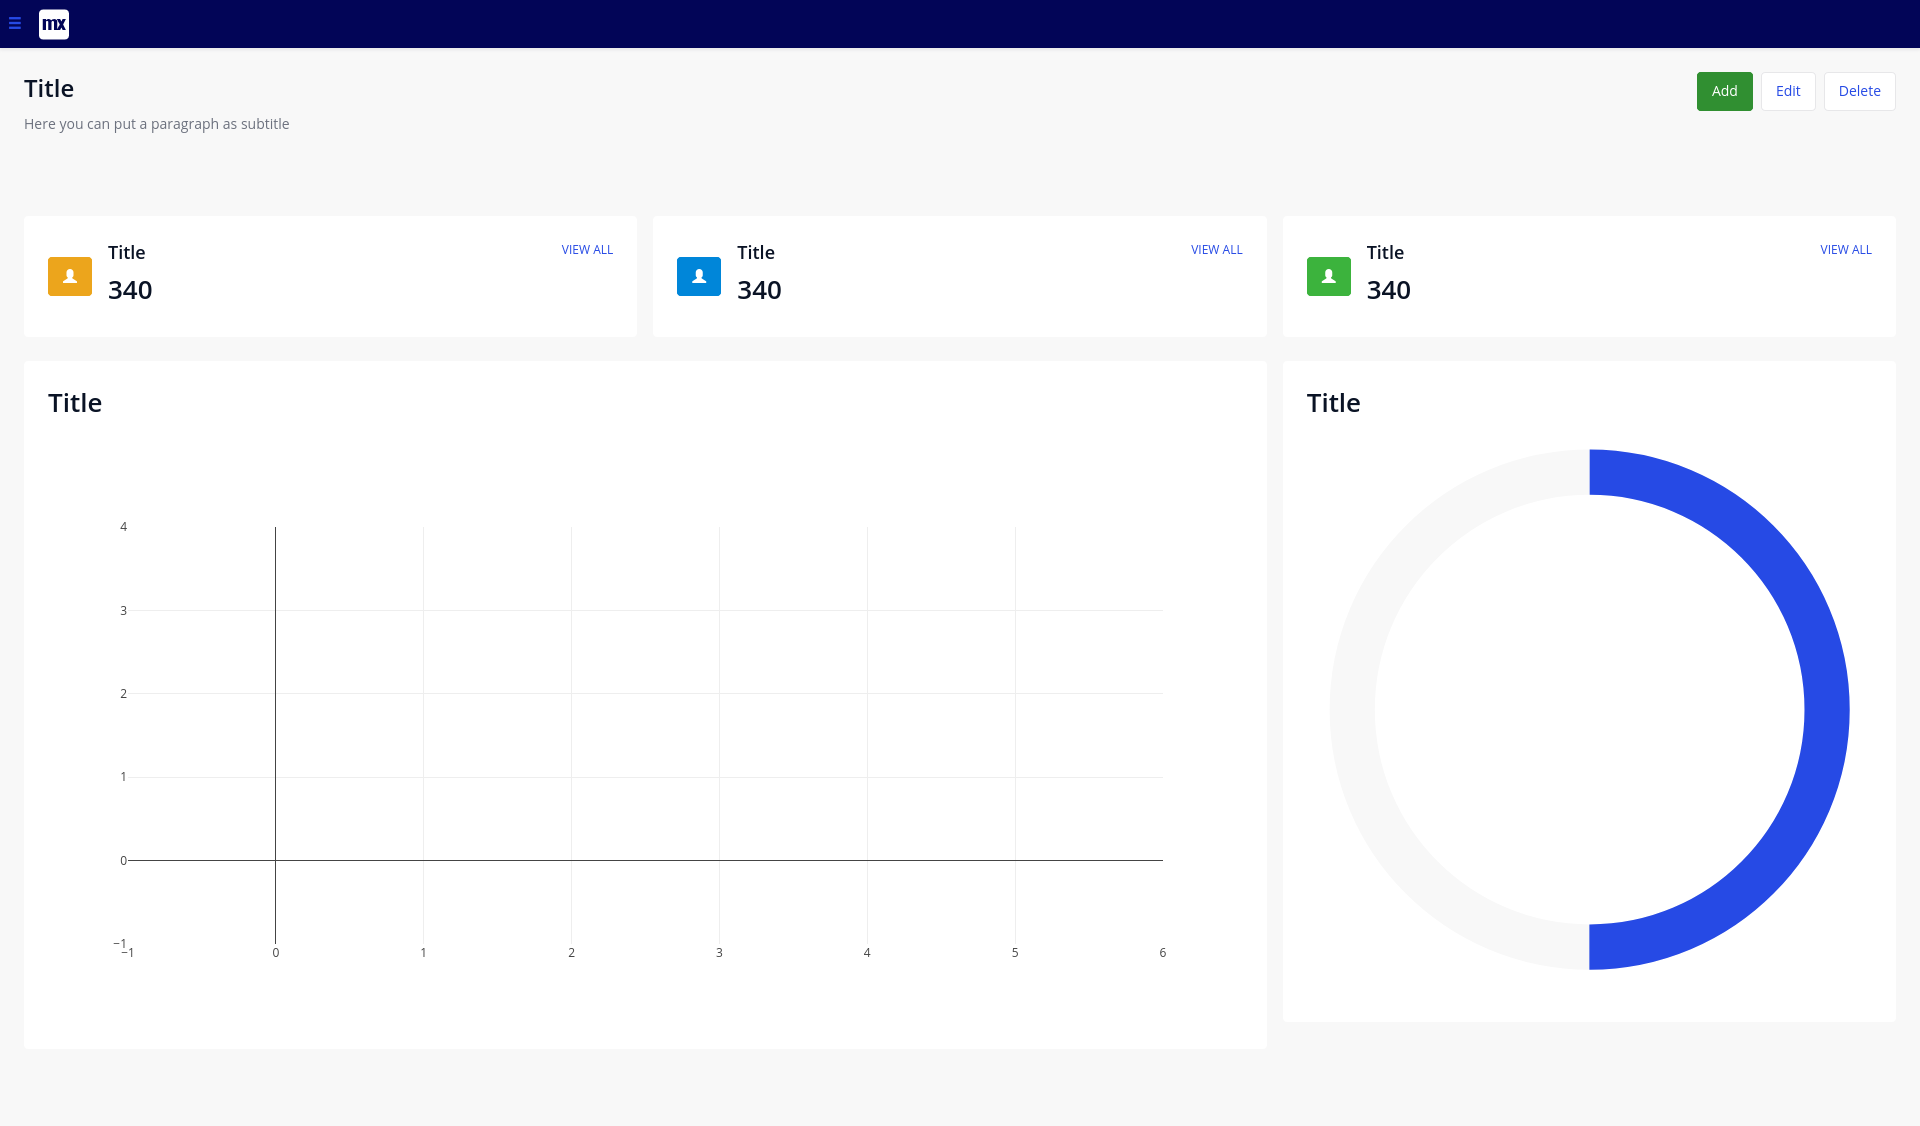 mx
Title
Here you can put a paragraph as subtitle
Add
Edit
Delete
Title
VIEW ALL
340
Title
VIEW ALL
340
Title
VIEW ALL
340
Title
4
3
2
1
0
−1
−1 0 1 2 3 4 5 6
Title